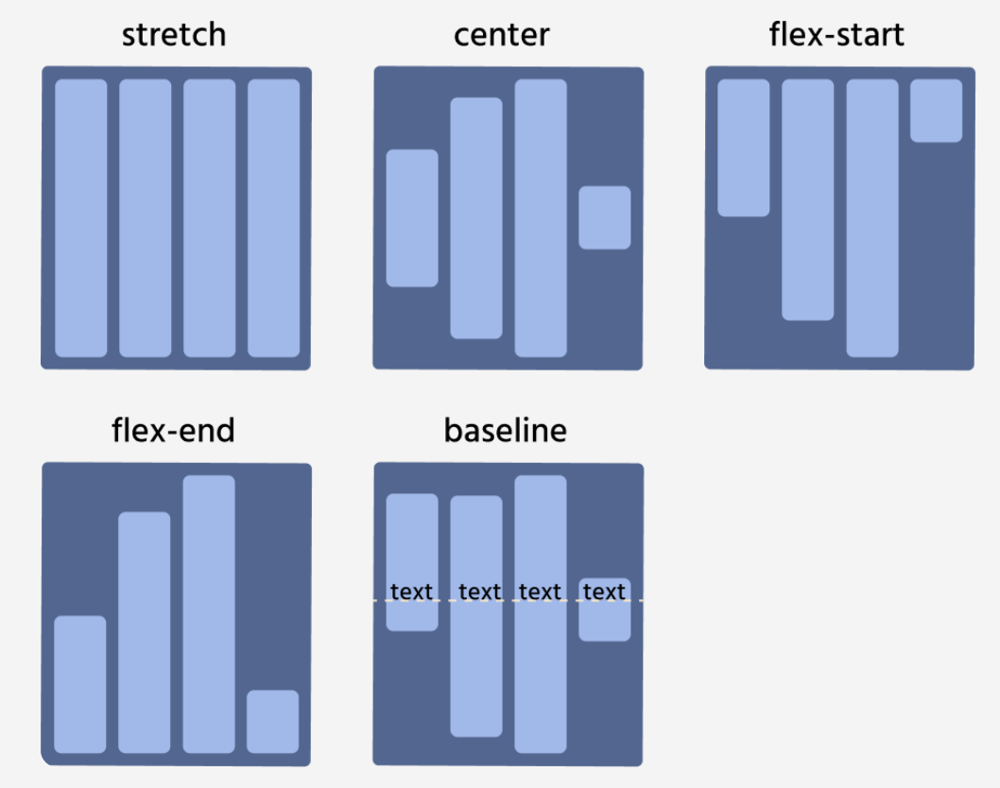 stretch
center
flex-start
flex-end
baseline
text text text text